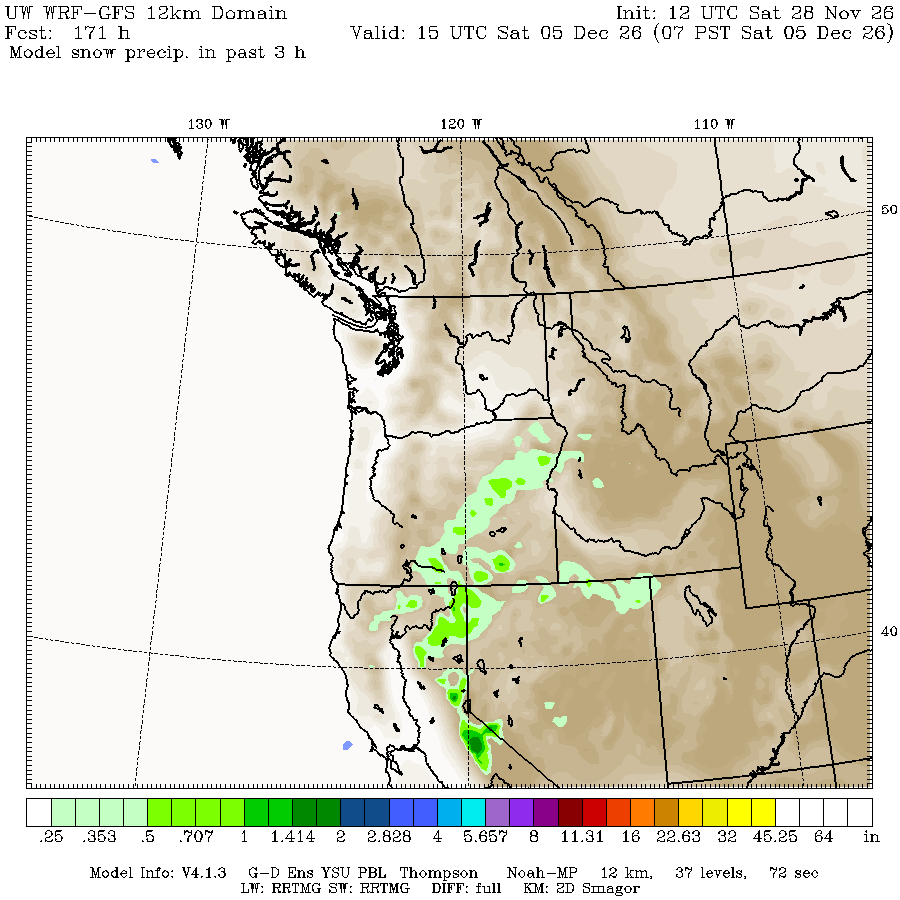 UW WRF-GFS 12km Domain Init: 12 UTC Sat 28 Nov 26
Fcst: 171 h Valid: 15 UTC Sat 05 Dec 26 (07 PST Sat 05 Dec 26)
Model snow precip. in past 3 h
130 W 120 W 110 W
50
40
.25 .353 .5 .707 1 1.414 2 2.828 4 5.657 8 11.31 16 22.63 32 45.25 64 in
Model Info: V4.1.3 G-D Ens YSU PBL Thompson Noah-MP 12 km, 37 levels, 72 sec
LW: RRTMG SW: RRTMG DIFF: full KM: 2D Smagor